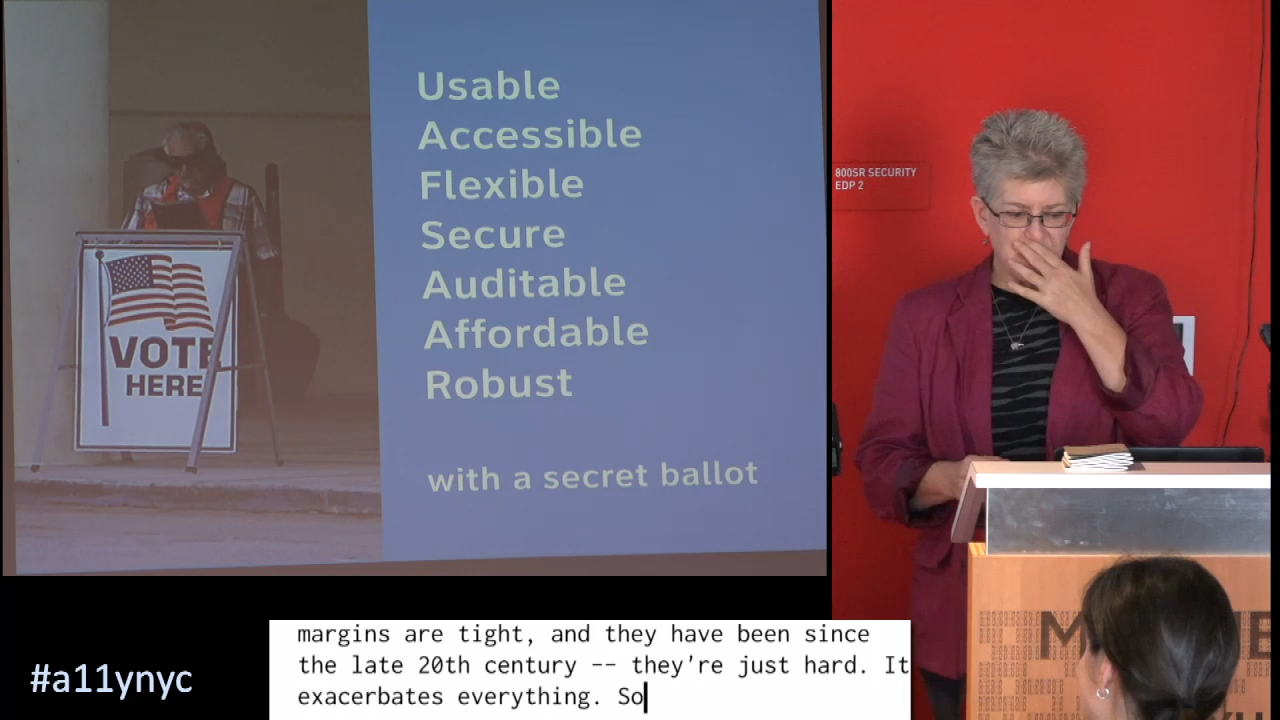 Usable
Accessible
Flexible
Secure
Auditable
Affordable
Robust
with a secret ballot
VOTE
HERE
800SR SECURITY
EDP 2
margins are tight, and they have been since
the late 20th century -- they're just hard. It
exacerbates everything. So
#a11ynyc